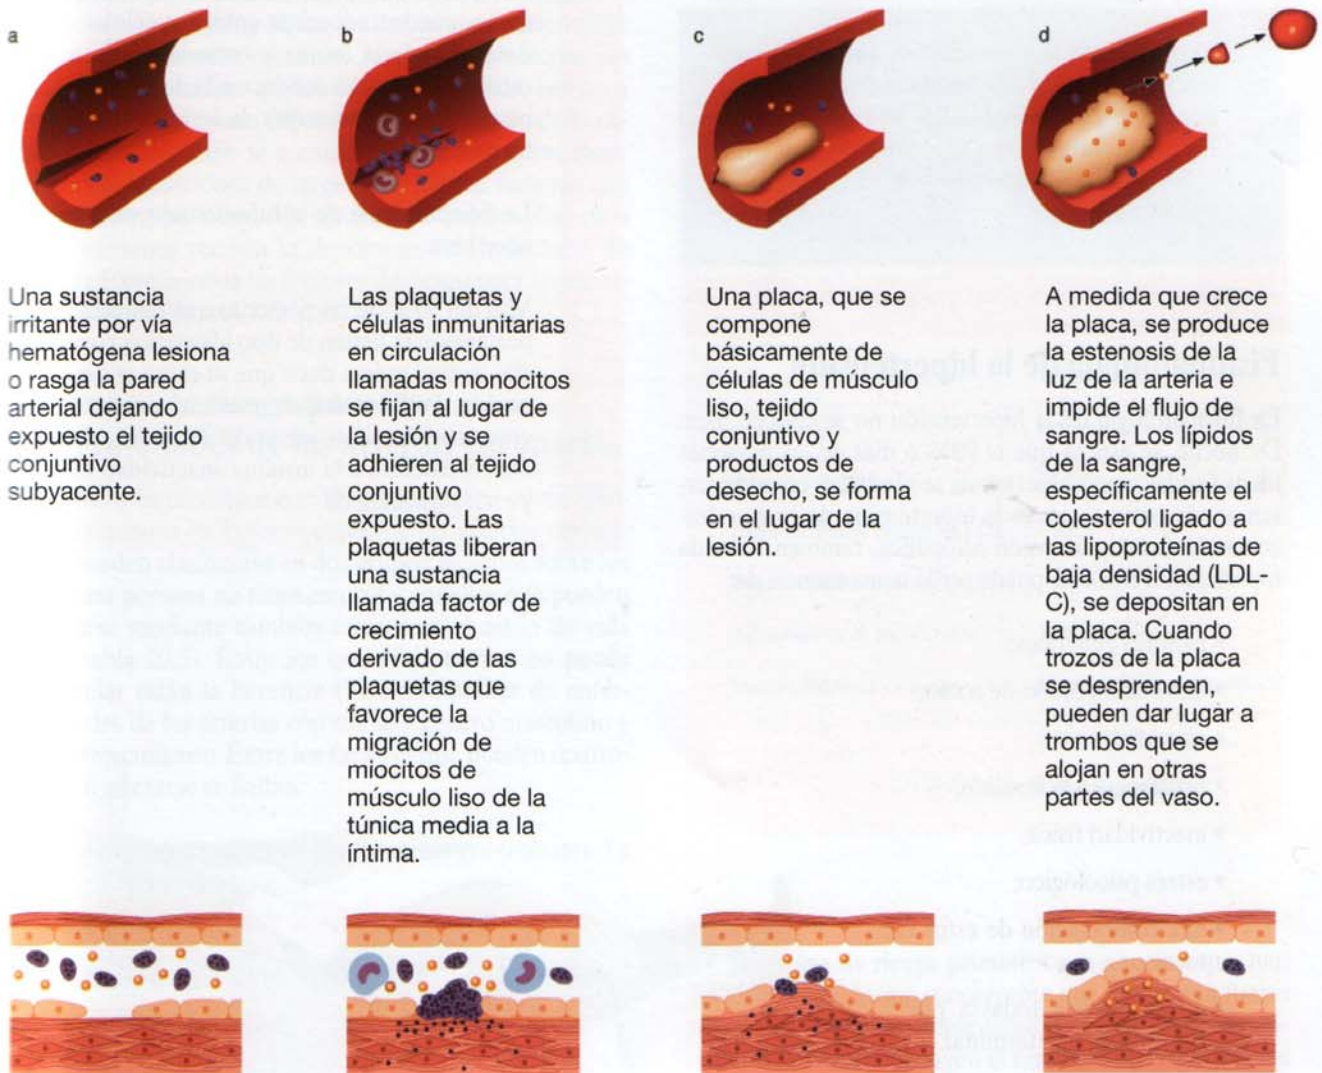 a
Una sustancia
irritante por vía
hematógena lesiona
o rasga la pared
arterial dejando
expuesto el tejido
conjuntivo
subyacente.
b
Las plaquetas y
células inmunitarias
en circulación
llamadas monocitos
se fijan al lugar de
la lesión y se
adhieren al tejido
conjuntivo
expuesto. Las
plaquetas liberan
una sustancia
llamada factor de
crecimiento
derivado de las
plaquetas que
favorece la
migración de
miocitos de
músculo liso de la
túnica media a la
íntima.
c
Una placa, que se
componé
básicamente de
células de músculo
liso, tejido
conjuntivo y
productos de
desecho, se forma
en el lugar de la
lesión.
d
A medida que crece
la placa, se produce
la estenosis de la
luz de la arteria e
impide el flujo de
sangre. Los lípidos
de la sangre,
específicamente el
colesterol ligado a
las lipoproteínas de
baja densidad (LDL-
C), se depositan en
la placa. Cuando
trozos de la placa
se desprenden,
pueden dar lugar a
trombos que se
alojan en otras
partes del vaso.